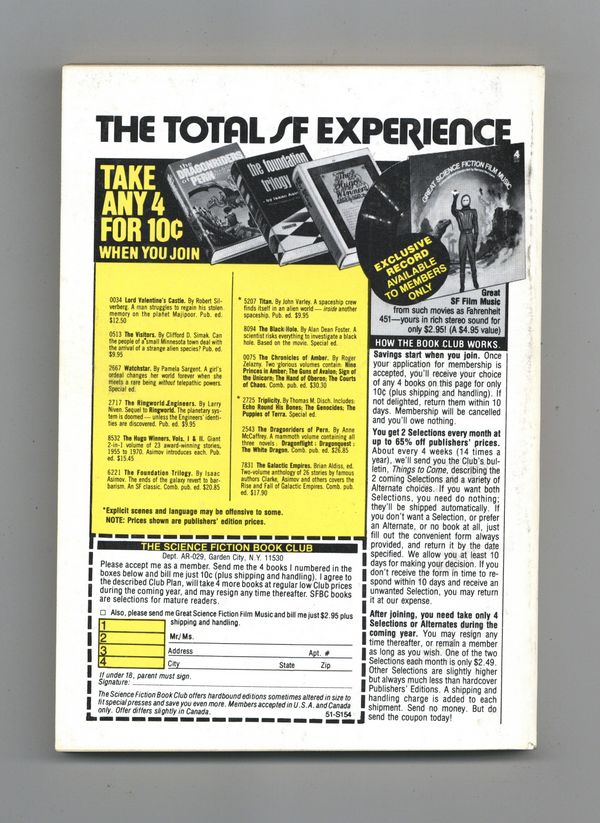 THE TOTAL SF EXPERIENCE
TAKE
ANY 4
FOR 10¢
WHEN YOU JOIN
the
DRAGONRIDERS
OF PERN
the foundation
trilogy
by Isaac
The
Hugo
Winners
GREAT SCIENCE FICTION FILM MUSIC
EXCLUSIVE
RECORD
AVAILABLE
TO MEMBERS
ONLY
Great
SF Film Music
from such movies as Fahrenheit
451—yours in rich stereo sound for
only $2.95! (A $4.95 value)
0034 Lord Valentine's Castle. By Robert Sil-
verberg. A man struggles to regain his stolen
memory on the planet Majipoor. Pub. ed.
$12.50
0513 The Visitors. By Clifford D. Simak. Can
the people of a small Minnesota town deal with
the arrival of a strange alien species? Pub. ed.
$9.95
2667 Watchstar. By Pamela Sargent. A girl's
ordeal changes her world forever when she
meets a rare being without telepathic powers.
Special ed.
2717 The Ringworld Engineers. By Larry
Niven. Sequel to Ringworld. The planetary sys-
tem is doomed — unless the Engineers' identi-
ties are discovered. Pub. ed. $9.95
8532 The Hugo Winners, Vols. I & II. Giant
2-in-1 volume of 23 award-winning stories,
1955 to 1970. Asimov introduces each. Pub.
ed. $15.45
6221 The Foundation Trilogy. By Isaac
Asimov. The ends of the galaxy revert to bar-
barism. An SF classic. Comb. pub. ed. $20.85
* 5207 Titan. By John Varley. A spaceship crew
finds itself in an alien world — inside another
spaceship. Pub. ed. $9.95
8094 The Black Hole. By Alan Dean Foster. A
scientist risks everything to investigate a black
hole. Based on the movie. Special ed.
0075 The Chronicles of Amber. By Roger
Zelazny. Two glorious volumes contain: Nine
Princes in Amber; The Guns of Avalon; Sign of
the Unicorn; The Hand of Oberon; The Courts
of Chaos. Comb. pub. ed. $30.30
* 2725 Triplicity. By Thomas M. Disch. Includes:
Echo Round His Bones; The Genocides; The
Puppies of Terra. Special ed.
2543 The Dragonriders of Pern. By Anne
McCaffrey. A mammoth volume containing all
three novels: Dragonflight; Dragonquest;
The White Dragon. Comb. pub. ed. $26.85
7831 The Galactic Empires. Brian Aldiss, ed.
Two-volume anthology of 26 stories by famous
authors Clarke, Asimov and others covers the
Rise and Fall of Galactic Empires. Comb. pub.
ed. $17.90
*Explicit scenes and language may be offensive to some.
NOTE: Prices shown are publishers' edition prices.
THE SCIENCE FICTION BOOK CLUB
Dept. AR-029, Garden City, N.Y. 11530
Please accept me as a member. Send me the 4 books I numbered in the
boxes below and bill me just 10¢ (plus shipping and handling). I agree to
the described Club Plan, will take 4 more books at regular low Club prices
during the coming year, and may resign any time thereafter. SFBC books
are selections for mature readers.
Also, please send me Great Science Fiction Film Music and bill me just $2.95 plus
shipping and handling.
1
2
3
4
Mr./Ms.
Address Apt. #
City State Zip
If under 18, parent must sign.
Signature:
The Science Fiction Book Club offers hardbound editions sometimes altered in size to
fit special presses and save you even more. Members accepted in U.S.A. and Canada
only. Offer differs slightly in Canada. 51-S154
HOW THE BOOK CLUB WORKS.
Savings start when you join. Once
your application for membership is
accepted, you'll receive your choice
of any 4 books on this page for only
10¢ (plus shipping and handling). If
not delighted, return them within 10
days. Membership will be cancelled
and you'll owe nothing.
You get 2 Selections every month at
up to 65% off publishers' prices.
About every 4 weeks (14 times a
year), we'll send you the Club's bul-
letin, Things to Come, describing the
2 coming Selections and a variety of
Alternate choices. If you want both
Selections, you need do nothing;
they'll be shipped automatically. If
you don't want a Selection, or prefer
an Alternate, or no book at all, just
fill out the convenient form always
provided, and return it by the date
specified. We allow you at least 10
days for making your decision. If you
don't receive the form in time to re-
spond within 10 days and receive an
unwanted Selection, you may return
it at our expense.
After joining, you need take only 4
Selections or Alternates during the
coming year. You may resign any
time thereafter, or remain a member
as long as you wish. One of the two
Selections each month is only $2.49.
Other Selections are slightly higher
but always much less than hardcover
Publishers' Editions. A shipping and
handling charge is added to each
shipment. Send no money. But do
send the coupon today!